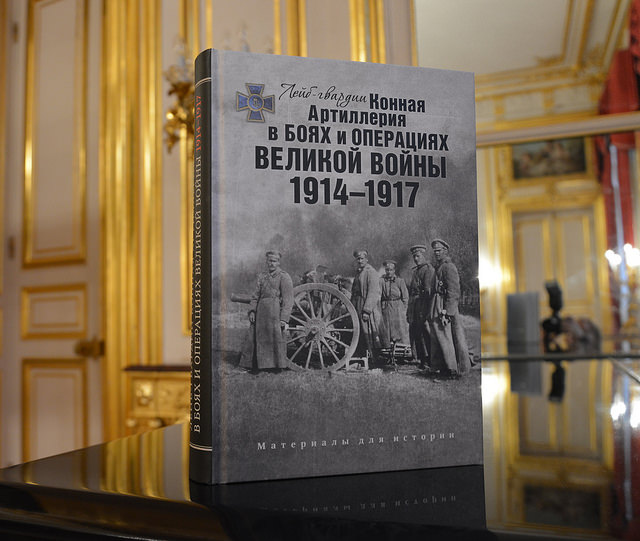 Лейб-гвардии Конная
Артиллерия
в БОЯХ и ОПЕРАЦИЯХ
ВЕЛИКОЙ ВОЙНЫ
1914–1917
Материалы для истории
В БОЯХ И ОПЕРАЦИЯХ ВЕЛИКОЙ ВОЙНЫ 1914–1917